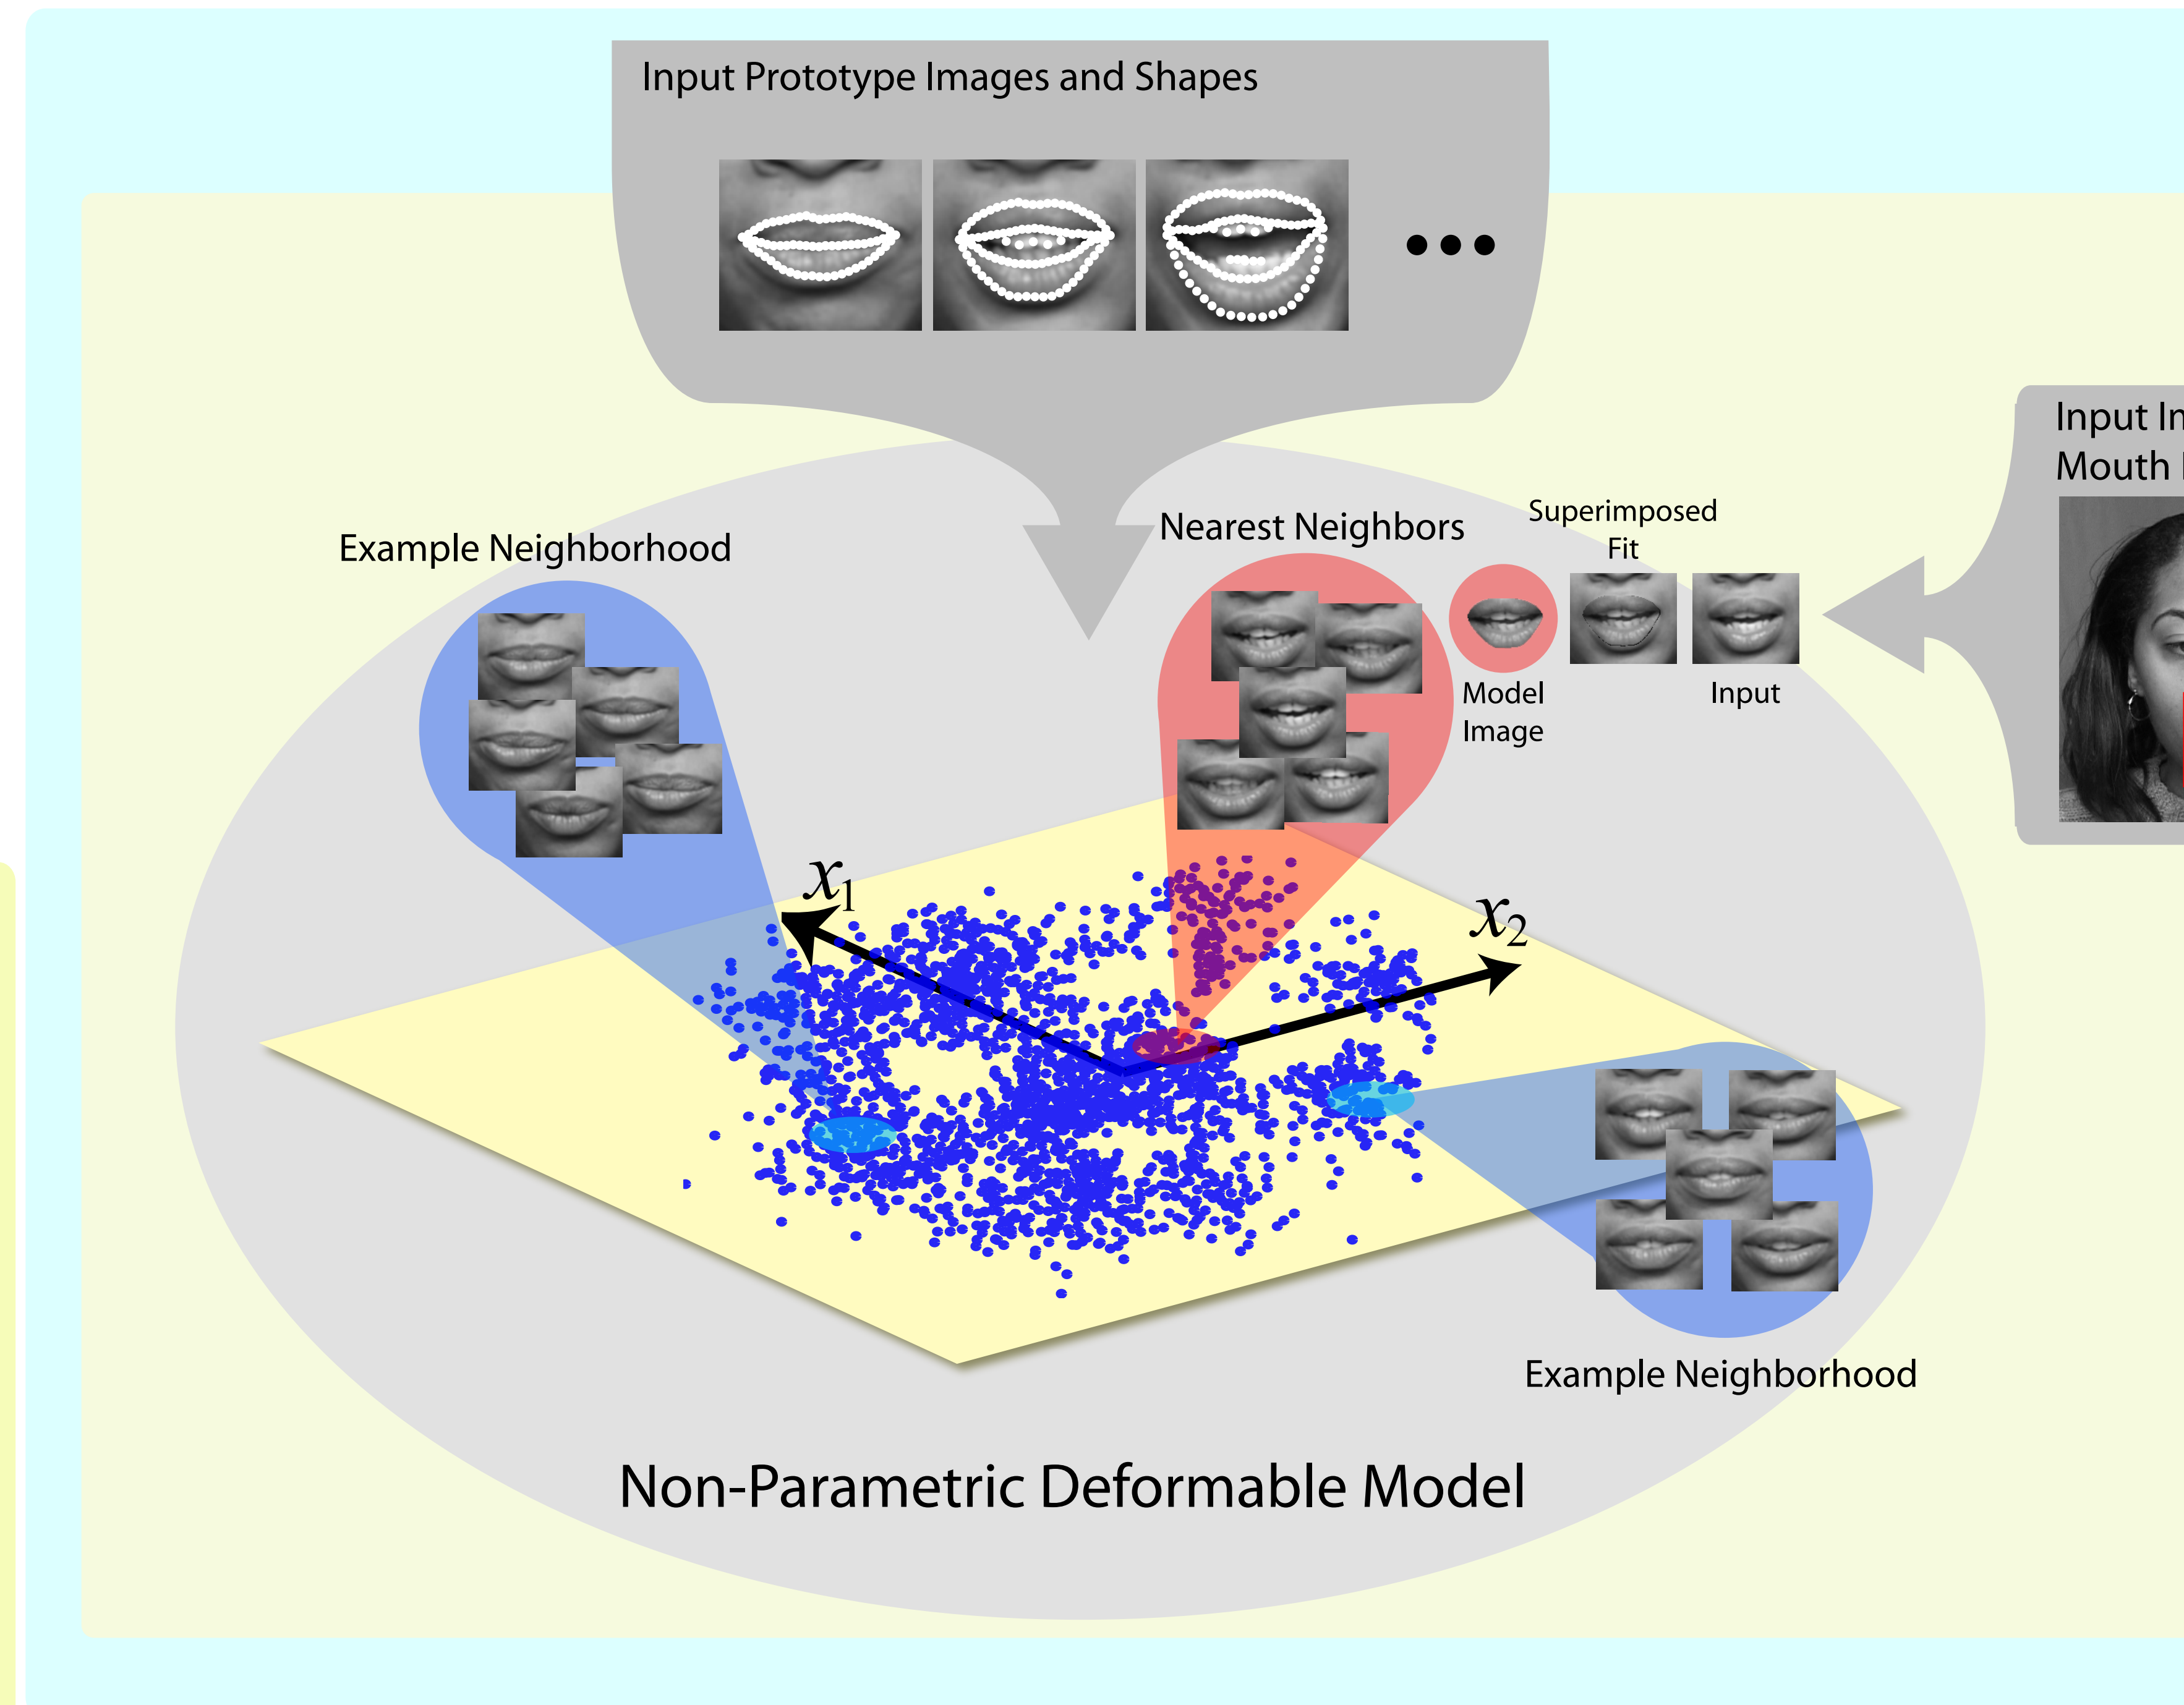 Input Prototype Images and Shapes
Input
Mouth
Superimposed
Fit
Nearest Neighbors
Example Neighborhood
Model
Image
Input
x1
x2
Example Neighborhood
Non-Parametric Deformable Model